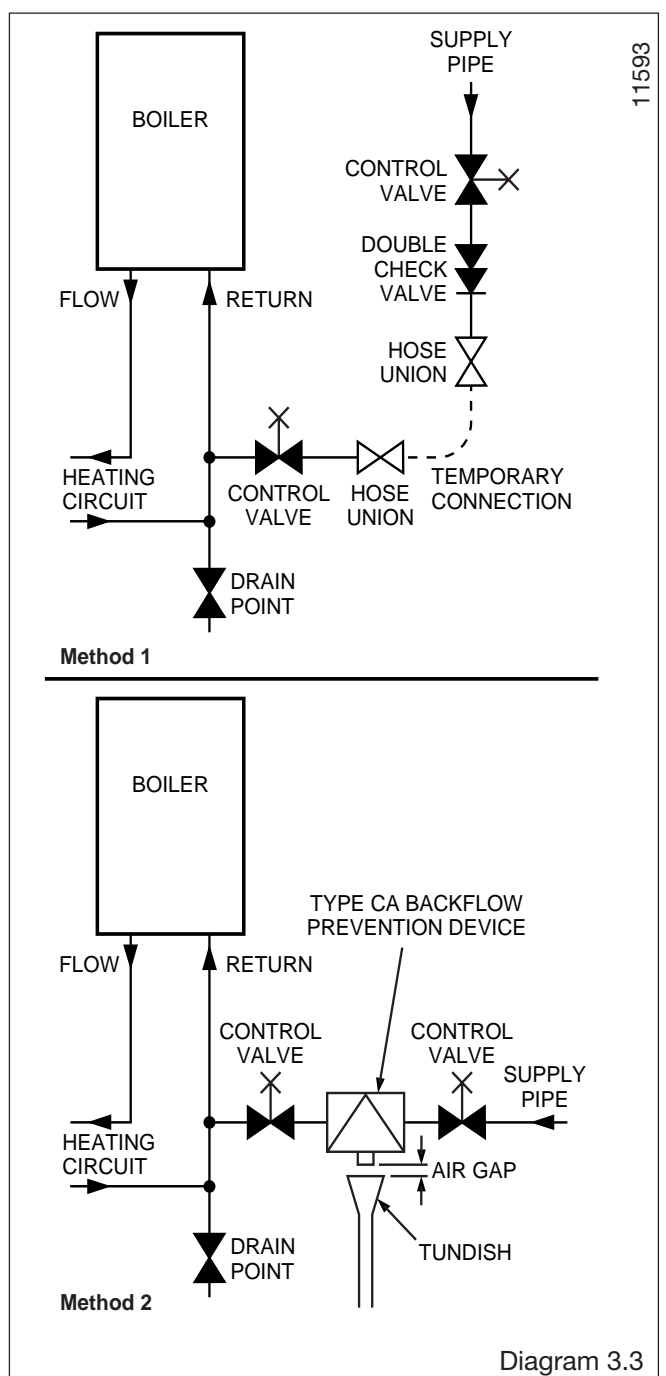 11593
BOILER
SUPPLY
PIPE
CONTROL
VALVE
DOUBLE
CHECK
VALVE
HOSE
UNION
FLOW
RETURN
HEATING
CIRCUIT
CONTROL
VALVE
HOSE
UNION
TEMPORARY
CONNECTION
DRAIN
POINT
Method 1
BOILER
TYPE CA BACKFLOW
PREVENTION DEVICE
FLOW
RETURN
CONTROL
VALVE
CONTROL
VALVE
SUPPLY
PIPE
HEATING
CIRCUIT
AIR GAP
TUNDISH
DRAIN
POINT
Method 2
Diagram 3.3